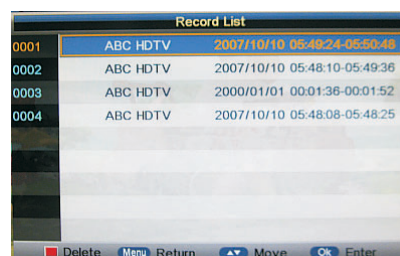 Record List
0001 ABC HDTV 2007/10/10 05:49:24-05:50:48
0002 ABC HDTV 2007/10/10 05:48:10-05:49:36
0003 ABC HDTV 2000/01/01 00:01:36-00:01:52
0004 ABC HDTV 2007/10/10 05:48:08-05:48:25
Delete Menu Return Move Ok Enter